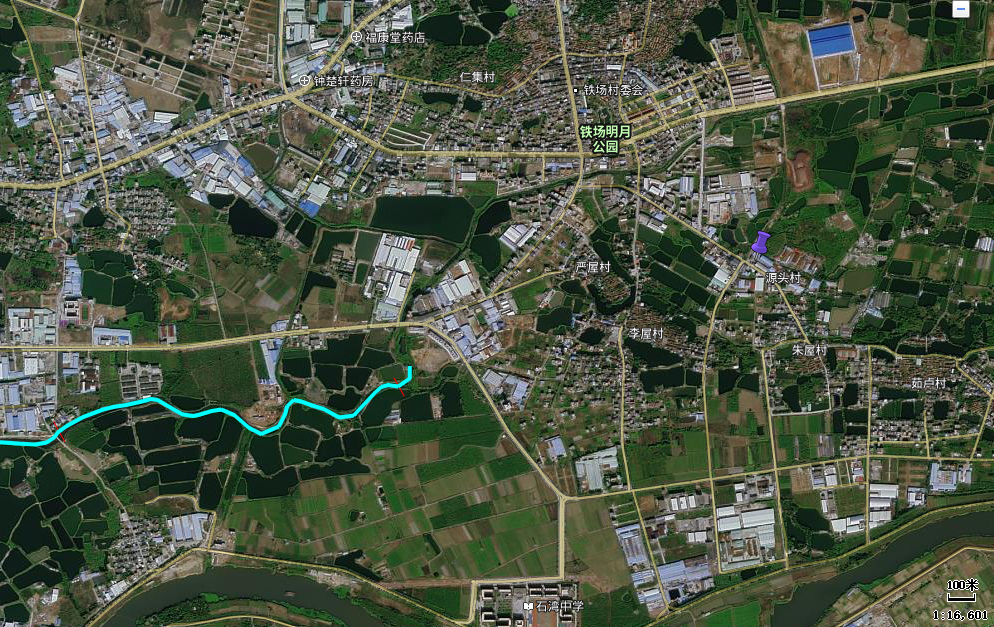 福康堂药店
钟楚轩药房
仁集村
铁场村委会
铁场明月
公园
严屋村
源头村
李屋村
朱屋村
茹卢村
石湾中学
100米
1:16,601